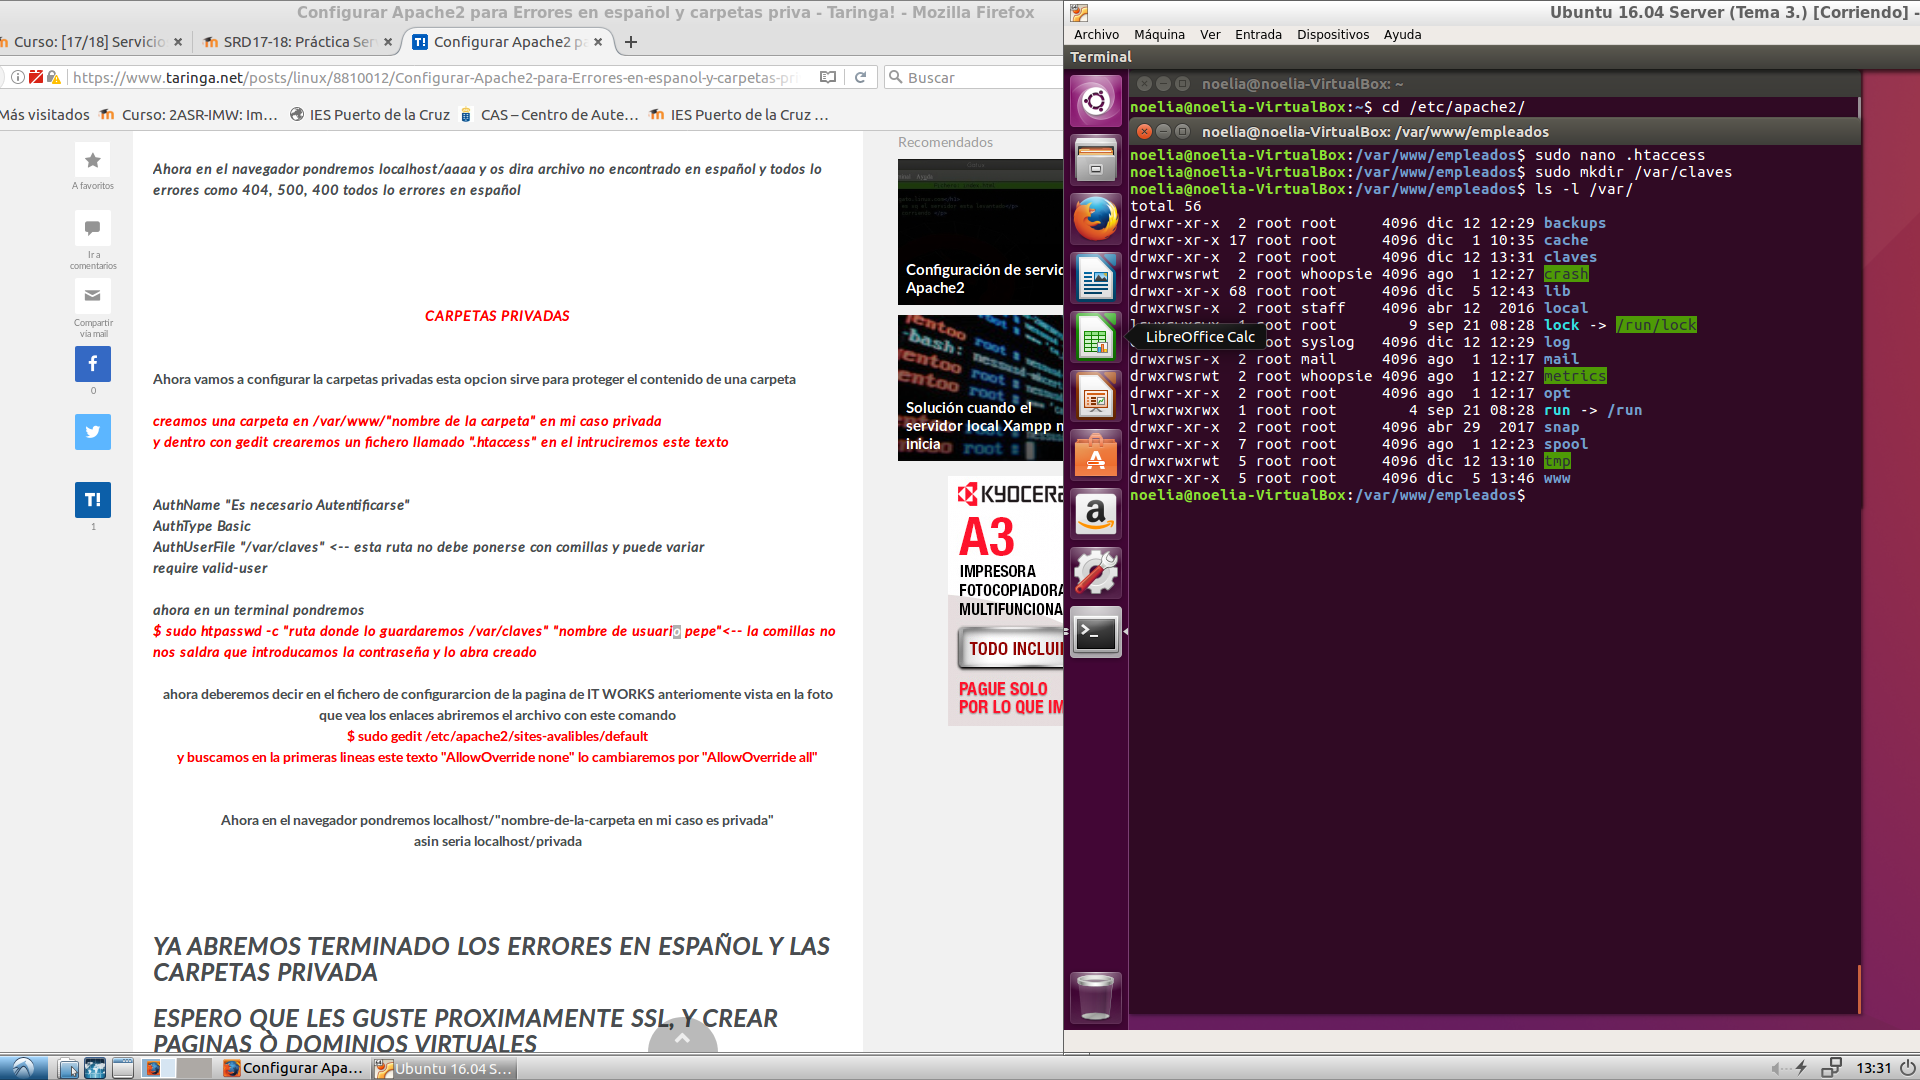 Configurar Apache2 para Errores en español y carpetas priva - Taringa! - Mozilla Firefox
Curso: [17/18] Servicio
SRD17-18: Práctica Ser
Configurar Apache2 pa
https://www.taringa.net/posts/linux/8810012/Configurar-Apache2-para-Errores-en-espanol-y-carpetas-pri
Buscar
Más visitados
Curso: 2ASR-IMW: Im...
IES Puerto de la Cruz
CAS – Centro de Aute...
IES Puerto de la Cruz ...
A favoritos
Ir a
comentarios
Compartir
vía mail
0
T!
1
Ahora en el navegador pondremos localhost/aaaa y os dira archivo no encontrado en español y todos lo
errores como 404, 500, 400 todos lo errores en español
CARPETAS PRIVADAS
Ahora vamos a configurar la carpetas privadas esta opcion sirve para proteger el contenido de una carpeta
creamos una carpeta en /var/www/"nombre de la carpeta" en mi caso privada
y dentro con gedit crearemos un fichero llamado ".htaccess" en el intruciremos este texto
AuthName "Es necesario Autentificarse"
AuthType Basic
AuthUserFile "/var/claves" <-- esta ruta no debe ponerse con comillas y puede variar
require valid-user
ahora en un terminal pondremos
$ sudo htpasswd -c "ruta donde lo guardaremos /var/claves" "nombre de usuario pepe"<-- la comillas no
nos saldra que introducamos la contraseña y lo abra creado
ahora deberemos decir en el fichero de configurarcion de la pagina de IT WORKS anteriomente vista en la foto
que vea los enlaces abriremos el archivo con este comando
$ sudo gedit /etc/apache2/sites-avalibles/default
y buscamos en la primeras lineas este texto "AllowOverride none" lo cambiaremos por "AllowOverride all"
Ahora en el navegador pondremos localhost/"nombre-de-la-carpeta en mi caso es privada"
asin seria localhost/privada
YA ABREMOS TERMINADO LOS ERRORES EN ESPAÑOL Y LAS
CARPETAS PRIVADA
ESPERO QUE LES GUSTE PROXIMAMENTE SSL, Y CREAR
PAGINAS O DOMINIOS VIRTUALES
Recomendados
Configuración de servid
Apache2
Solución cuando el
servidor local Xampp n
inicia
KYOCERA
A3
IMPRESORA
FOTOCOPIADORA
MULTIFUNCIONA
TODO INCLUI
PAGUE SOLO
POR LO QUE IM
Ubuntu 16.04 Server (Tema 3.) [Corriendo] -
Archivo Máquina Ver Entrada Dispositivos Ayuda
Terminal
noelia@noelia-VirtualBox: ~
noelia@noelia-VirtualBox:~$ cd /etc/apache2/
noelia@noelia-VirtualBox: /var/www/empleados
noelia@noelia-VirtualBox:/var/www/empleados$ sudo nano .htaccess
noelia@noelia-VirtualBox:/var/www/empleados$ sudo mkdir /var/claves
noelia@noelia-VirtualBox:/var/www/empleados$ ls -l /var/
total 56
drwxr-xr-x 2 root root 4096 dic 12 12:29 backups
drwxr-xr-x 17 root root 4096 dic 1 10:35 cache
drwxr-xr-x 2 root root 4096 dic 12 13:31 claves
drwxrwsrwt 2 root whoopsie 4096 ago 1 12:27 crash
drwxr-xr-x 68 root root 4096 dic 5 12:43 lib
drwxrwsr-x 2 root staff 4096 abr 12 2016 local
lrwxrwxrwx 1 root root 9 sep 21 08:28 lock -> /run/lock
LibreOffice Calc
root syslog 4096 dic 12 12:29 log
drwxrwsr-x 2 root mail 4096 ago 1 12:17 mail
drwxrwsrwt 2 root whoopsie 4096 ago 1 12:27 metrics
drwxr-xr-x 2 root root 4096 ago 1 12:17 opt
lrwxrwxrwx 1 root root 4 sep 21 08:28 run -> /run
drwxr-xr-x 2 root root 4096 abr 29 2017 snap
drwxr-xr-x 7 root root 4096 ago 1 12:23 spool
drwxrwxrwt 5 root root 4096 dic 12 13:10 tmp
drwxr-xr-x 5 root root 4096 dic 5 13:46 www
noelia@noelia-VirtualBox:/var/www/empleados$
Configurar Apa...
Ubuntu 16.04 S...
13:31